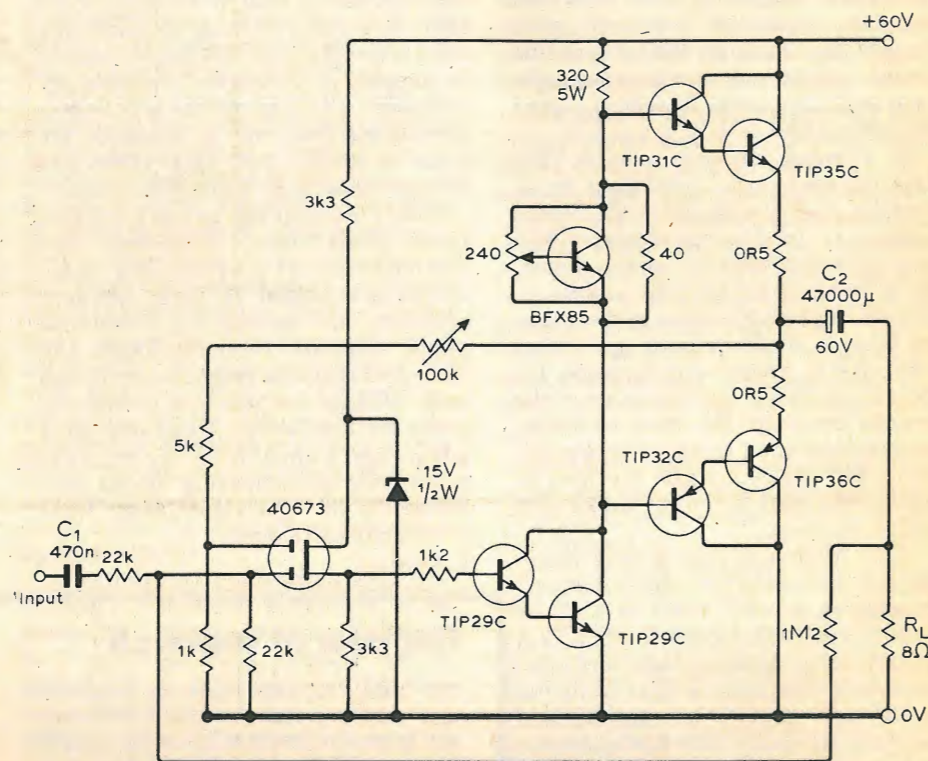 +60V
320
5W
TIP31C
TIP35C
3k3
240
40
0R5
C2
47000μ
BFX85
60V
100k
0R5
5k
TIP32C
15V
1/2W
TIP36C
40673
C1
470n
22k
1k2
Input
TIP29C
1M2
RL
8Ω
1k
22k
3k3
TIP29C
0V